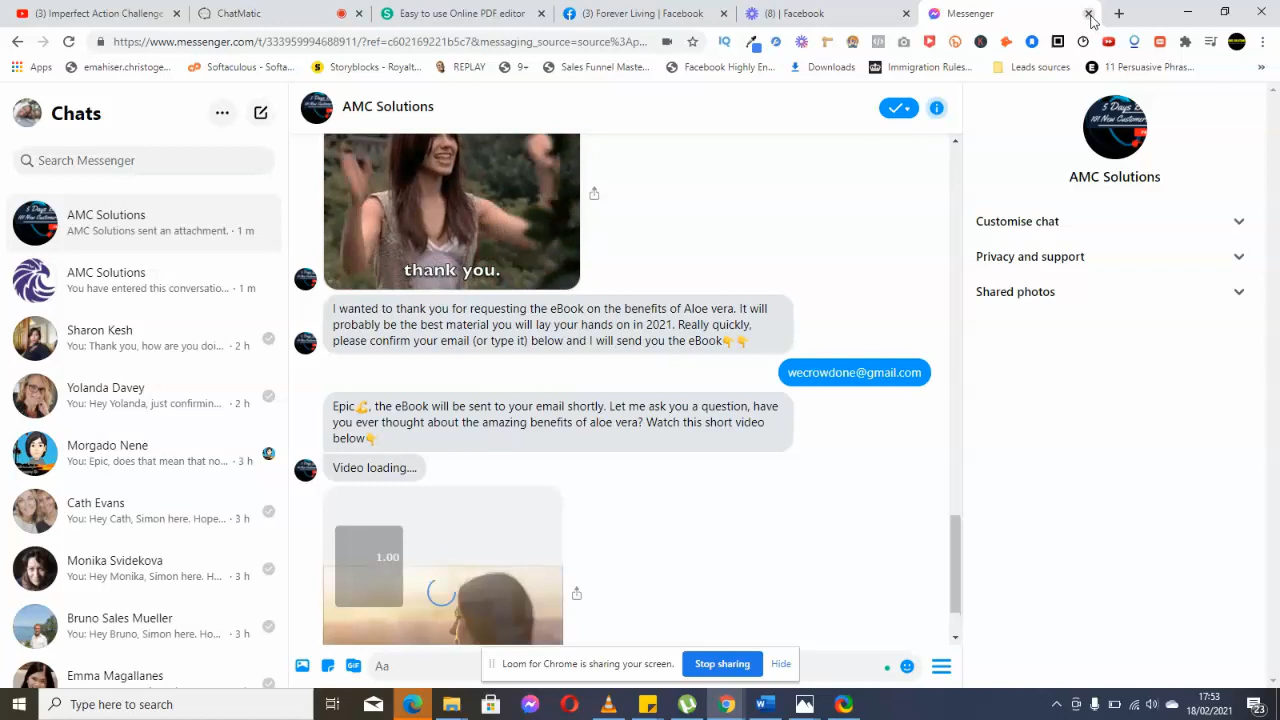 (3) Imperfect Action Challeng
ChatMatic
Easy to use Online PDF Editor
(3) Forever Living | Facebook
(8) | Facebook
Messenger
https://www.messenger.com/t/333959946889120/?
messaging_source=source%3Ap...
Apps
emverser.christoge...
Softaculous - Softa...
Storyblocks - Royalt...
REPLAY
9+
Sales Funnel Maste...
Facebook Highly En...
Downloads
Immigration Rules...
Leads sources
11 Persuasive Phras...
Chats
Search Messenger
AMC Solutions
AMC Solutions sent an attachment. · 1 m
AMC Solutions
You have entered this conversatio... · 1 m
Sharon Kesh
You: Thank you, how are you doi... · 2 h
Yolanda Davey
You: Hey Yolanda, just confirmin... · 2 h
Morgado Nene
You: Epic, does that mean that no... · 3 h
Cath Evans
You: Hey Cath, Simon here. Hope... · 3 h
Monika Svidekova
You: Hey Monika, Simon here. H... · 3 h
Bruno Sales Mueller
You: Hey Bruno, Simon here. Ho... · 3 h
Emma Magallanes
AMC Solutions
thank you.
I wanted to thank you for requesting the eBook on the benefits of Aloe vera. It will
probably be the best material you will lay your hands on in 2021. Really quickly,
please confirm your email (or type it) below and I will send you the eBook👇👇
wecrowdone@gmail.com
Epic💪, the eBook will be sent to your email shortly. Let me ask you a question, have
you ever thought about the amazing benefits of aloe vera? Watch this short video
below👇
Video loading....
1.00
Aa
GIF
Loom for Chrome is sharing your screen.
Stop sharing
Hide
5 Days
101 New Customer
AMC Solutions
Customise chat
Privacy and support
Shared photos
Type here to search
17:53
18/02/2021
23